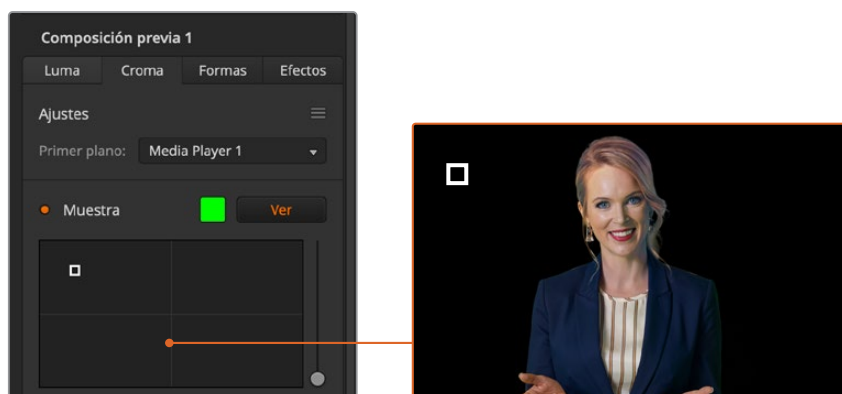 Composición previa 1
Luma Croma Formas Efectos
Ajustes
Primer plano: Media Player 1
Muestra Ver